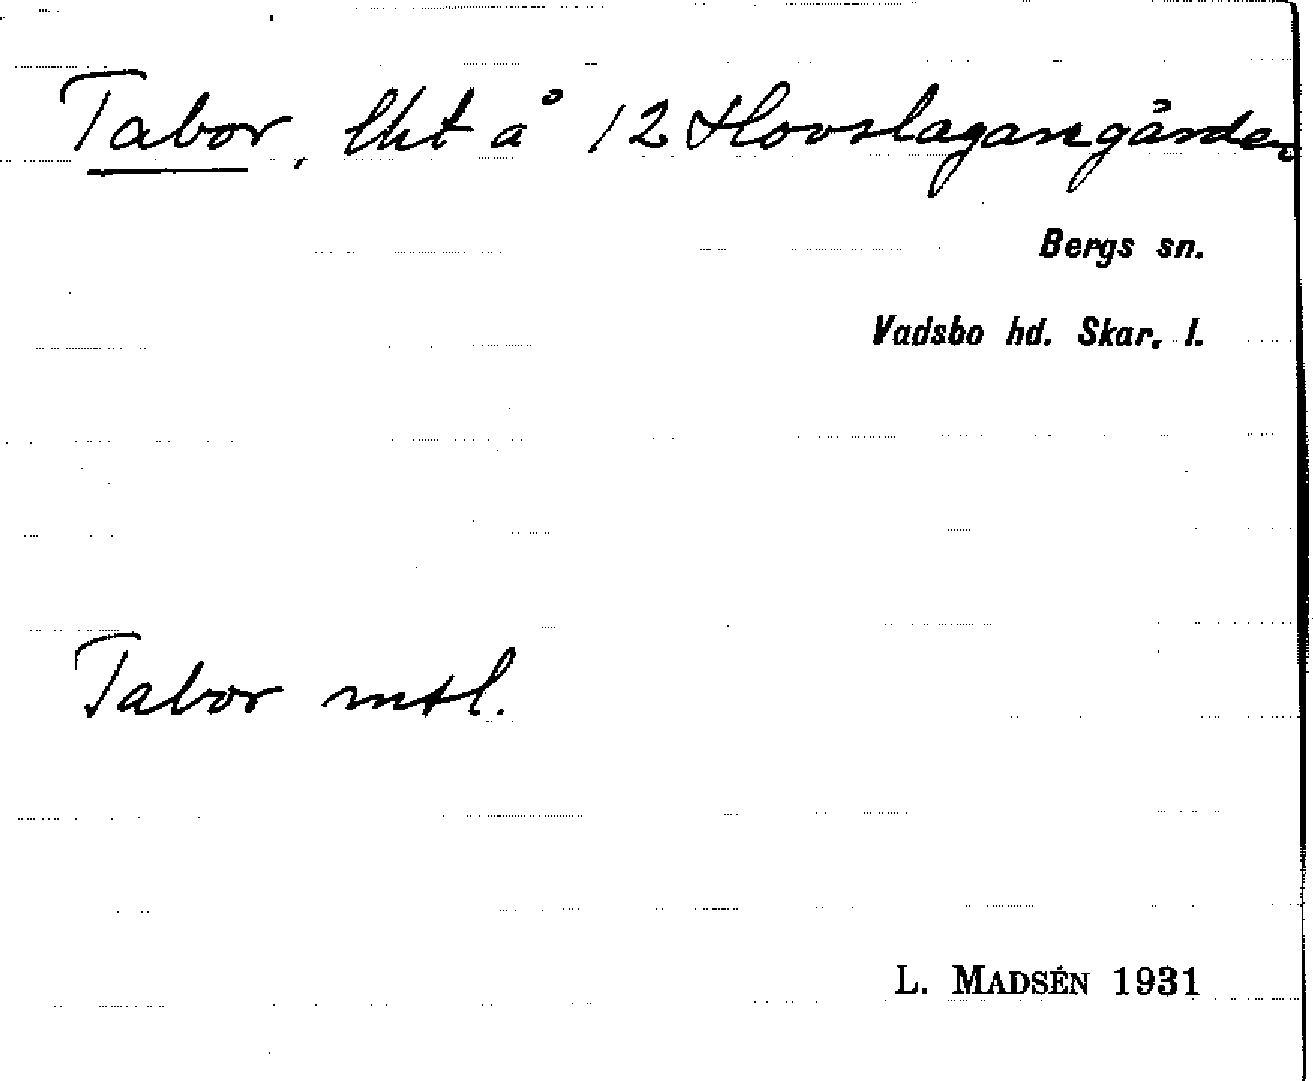 Tabor, lht å 12 Hovslagaregården
Bergs sn.
Vadsbo hd. Skar. l.
Tabor mtl.
L. MADSÉN 1931